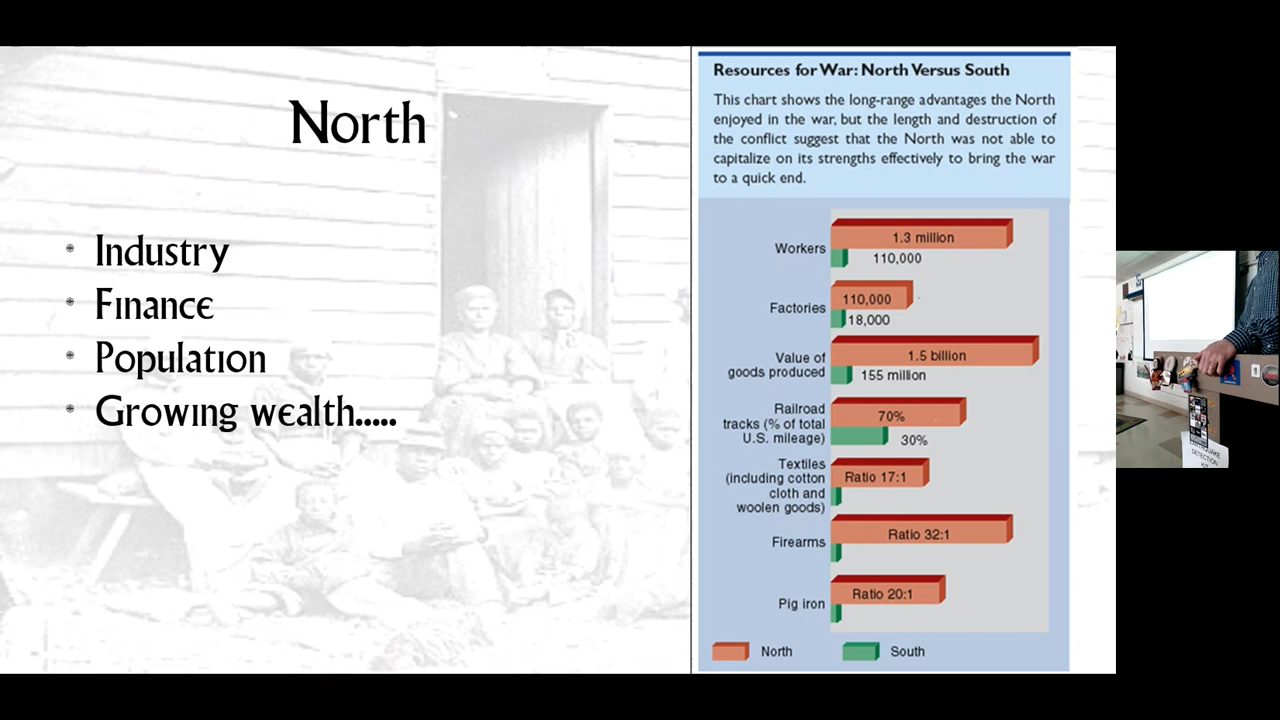 North
Industry
Finance
Population
Growing wealth.....
Resources for War: North Versus South
This chart shows the long-range advantages the North
enjoyed in the war, but the length and destruction of
the conflict suggest that the North was not able to
capitalize on its strengths effectively to bring the war
to a quick end.
Workers
1.3 million
110,000
Factories
110,000
18,000
Value of
goods produced
1.5 billion
155 million
Railroad
tracks (% of total
U.S. mileage)
70%
30%
Textiles
(including cotton
cloth and
woolen goods)
Ratio 17:1
Firearms
Ratio 32:1
Pig iron
Ratio 20:1
North
South
DETECTION